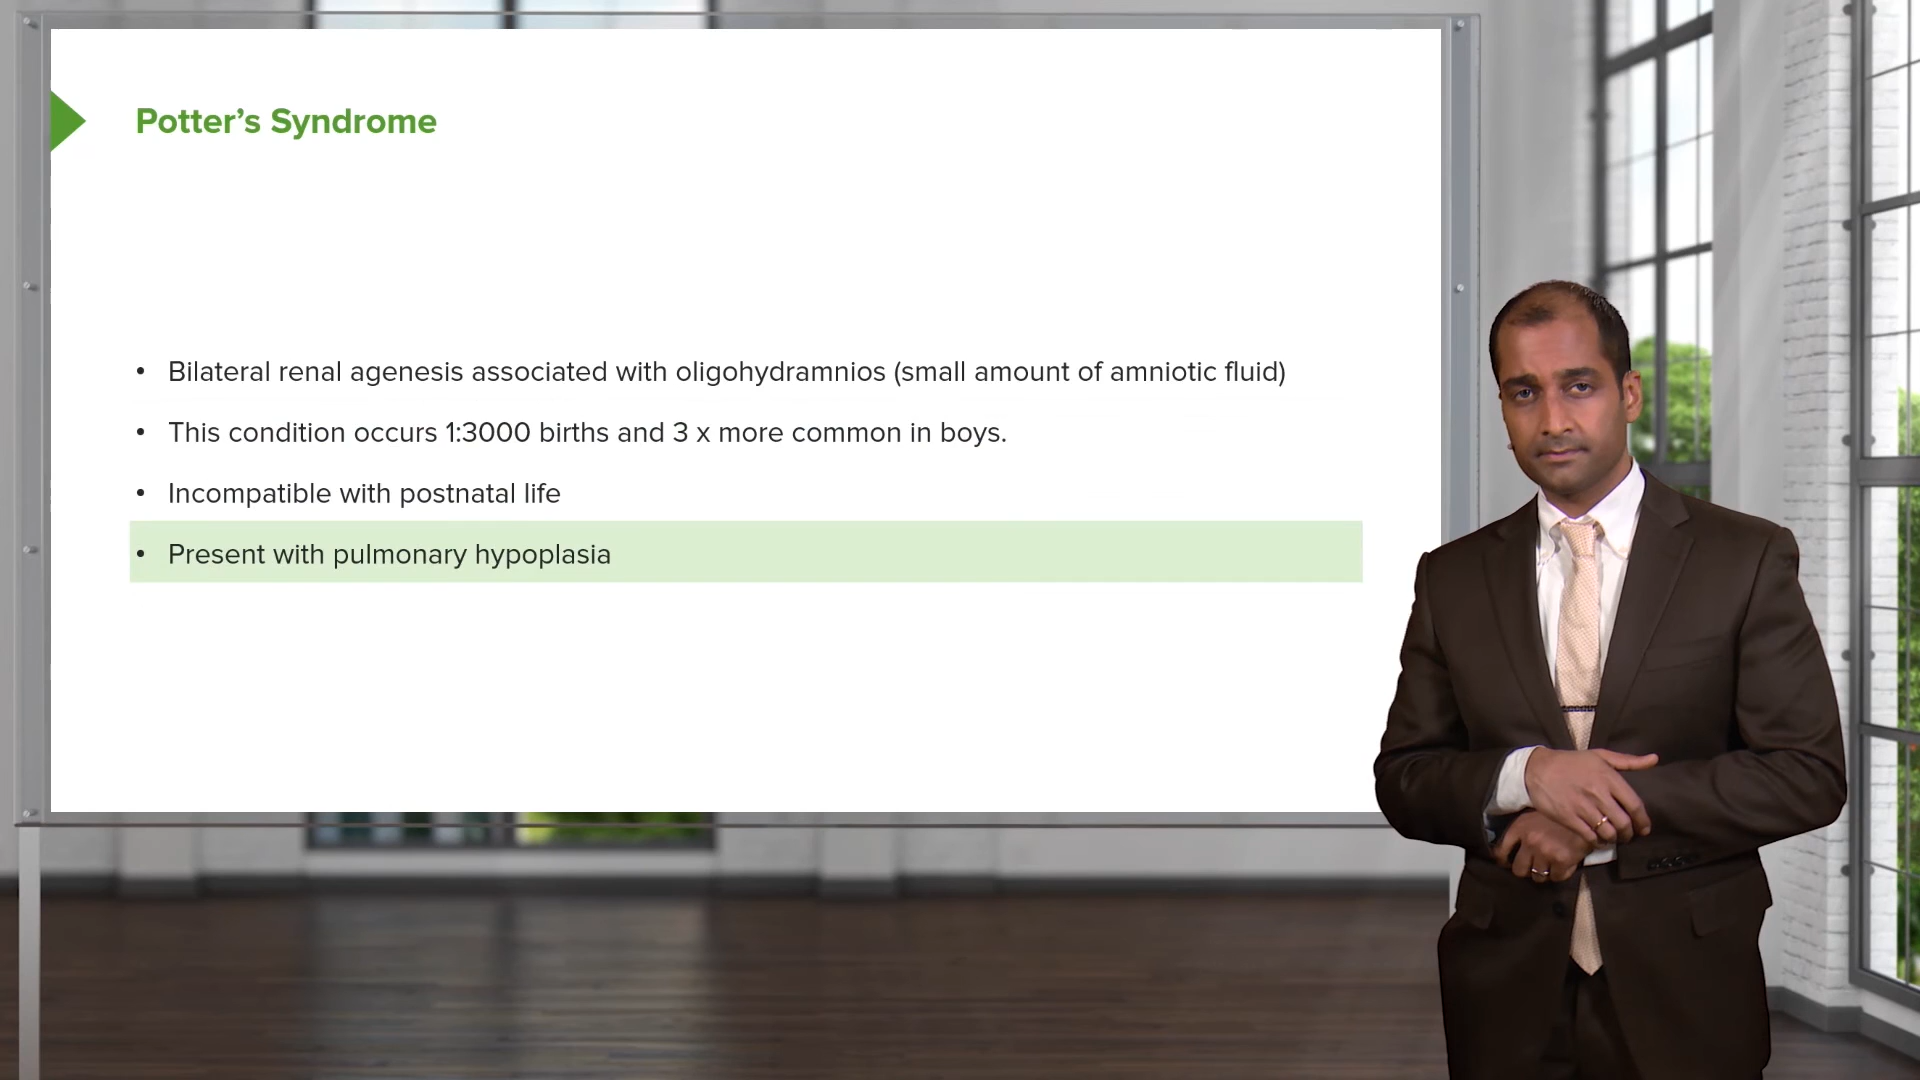 Potter’s Syndrome
• Bilateral renal agenesis associated with oligohydramnios (small amount of amniotic fluid)
• This condition occurs 1:3000 births and 3 x more common in boys.
• Incompatible with postnatal life
• Present with pulmonary hypoplasia